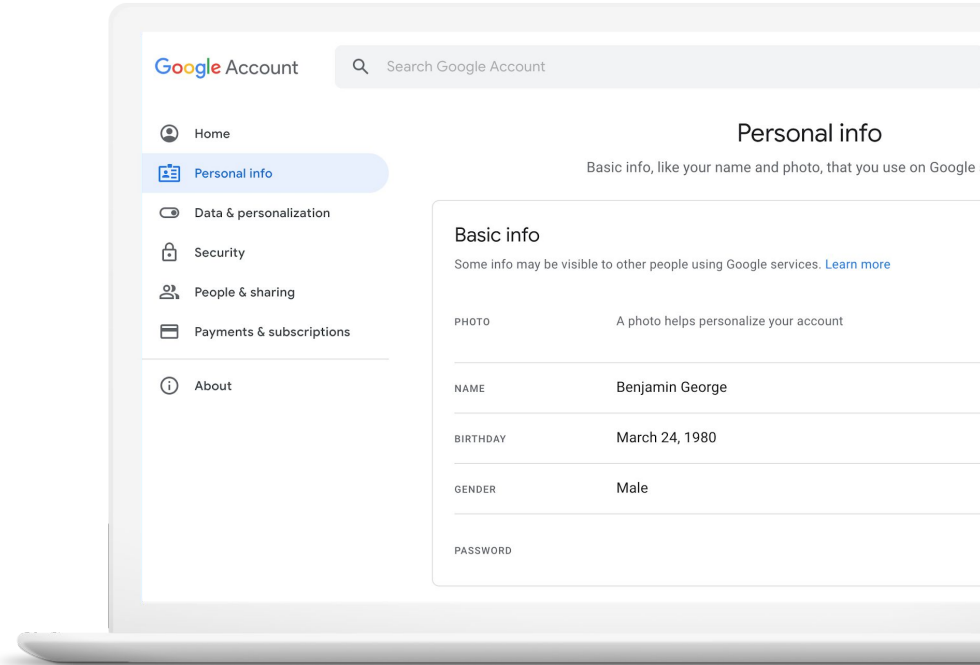 Google Account
Search Google Account
Home
Personal info
Data & personalization
Security
People & sharing
Payments & subscriptions
About
Personal info
Basic info, like your name and photo, that you use on Google
Basic info
Some info may be visible to other people using Google services. Learn more
PHOTO A photo helps personalize your account
NAME Benjamin George
BIRTHDAY March 24, 1980
GENDER Male
PASSWORD